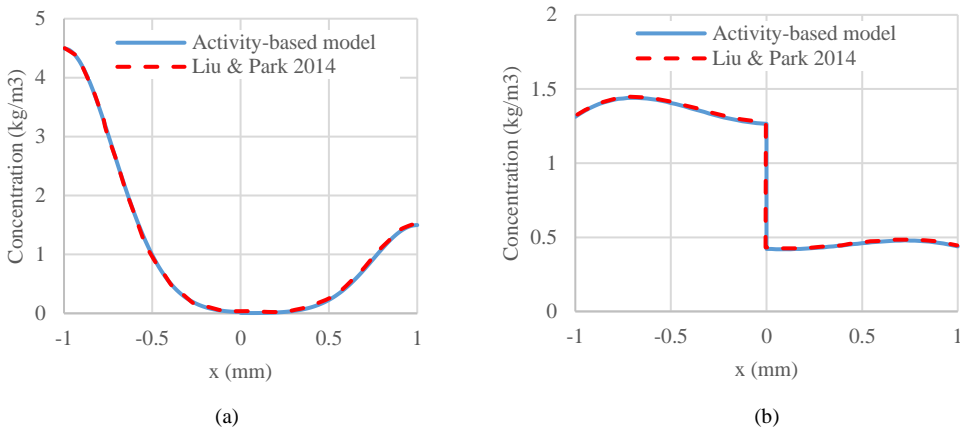 Activity-based model
Liu & Park 2014
Concentration (kg/m3)
5
4
3
2
1
0
-1
-0.5
0
0.5
1
x (mm)
(a)
Activity-based model
Liu & Park 2014
Concentration (kg/m3)
2
1.5
1
0.5
0
-1
-0.5
0
0.5
1
x (mm)
(b)